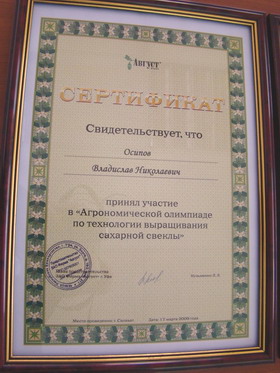 Август
СЕРТИФИКАТ
Свидетельствует, что
Осипов
Владислав Николаевич
принял участие
в «Агрономической олимпиаде
по технологии выращивания
сахарной свеклы»